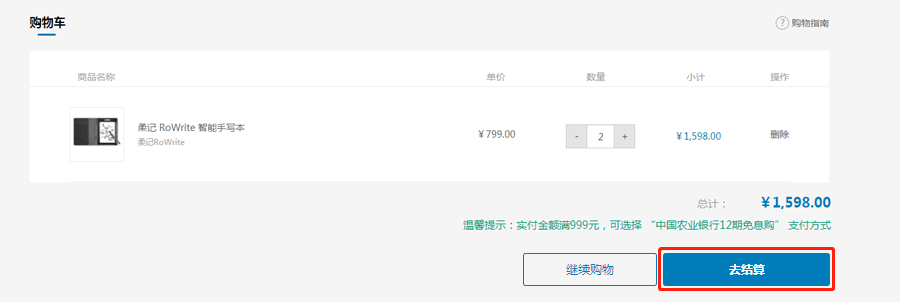 购物车
? 购物指南
商品名称 单价 数量 小计 操作
柔记 RoWrite 智能手写本
柔记RoWrite
¥799.00 - 2 + ¥1,598.00 删除
总计： ¥1,598.00
温馨提示：实付金额满999元，可选择 “中国农业银行12期免息购” 支付方式
继续购物 去结算